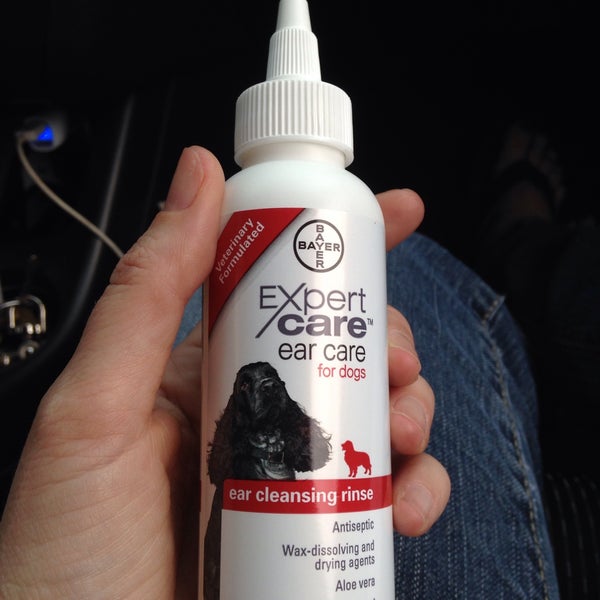 Veterinary
Formulated
BAYER
BAYER
Expert
care™
ear care
for dogs
ear cleansing rinse
Antiseptic
Wax-dissolving and
drying agents
Aloe vera